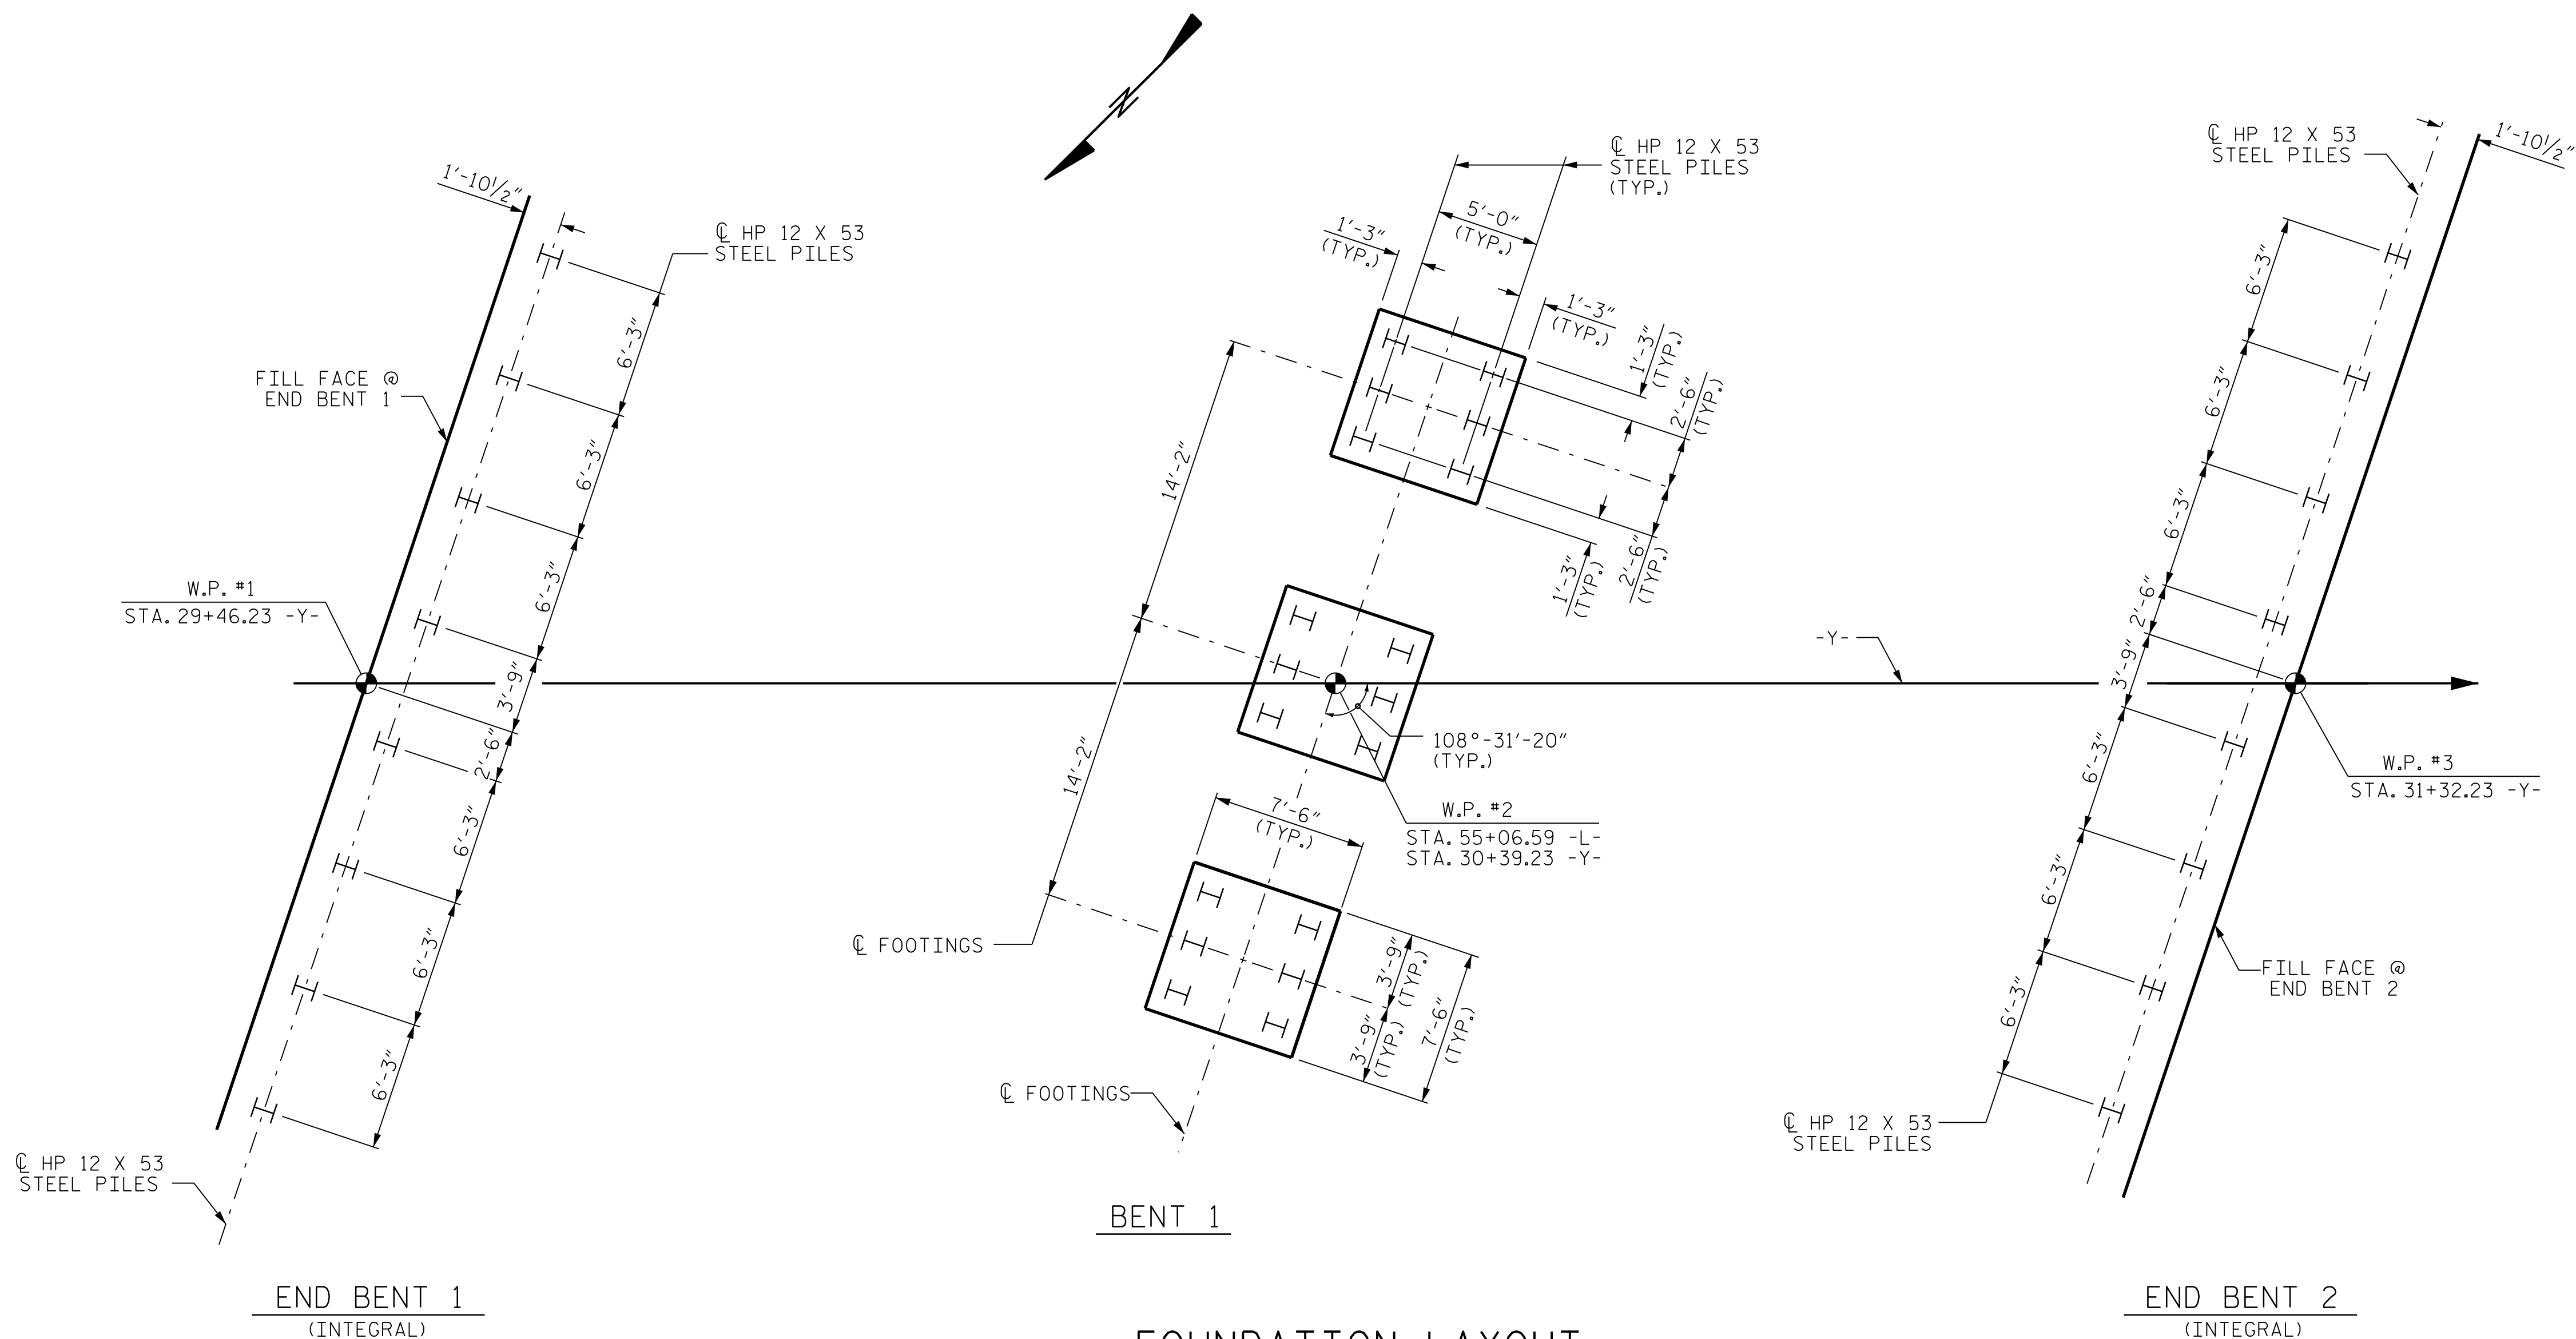 ℄ HP 12 X 53
STEEL PILES
(TYP.)
℄ HP 12 X 53
STEEL PILES
1'-10 1/2"
1'-10 1/2"
℄ HP 12 X 53
STEEL PILES
5'-0"
(TYP.)
1'-3"
(TYP.)
1'-3"
(TYP.)
1'-3"
(TYP.)
2'-6"
(TYP.)
2'-6"
(TYP.)
1'-3"
(TYP.)
FILL FACE @
END BENT 1
6'-3"
6'-3"
6'-3"
3'-9"
2'-6"
6'-3"
6'-3"
6'-3"
14'-2"
14'-2"
6'-3"
6'-3"
6'-3"
2'-6"
3'-9"
6'-3"
6'-3"
6'-3"
W.P. #1
STA. 29+46.23 -Y-
-Y-
108°-31'-20"
(TYP.)
W.P. #2
STA. 55+06.59 -L-
STA. 30+39.23 -Y-
W.P. #3
STA. 31+32.23 -Y-
7'-6"
(TYP.)
℄ FOOTINGS
3'-9"
(TYP.)
3'-9"
(TYP.)
7'-6"
(TYP.)
FILL FACE @
END BENT 2
℄ FOOTINGS
℄ HP 12 X 53
STEEL PILES
℄ HP 12 X 53
STEEL PILES
BENT 1
END BENT 1
(INTEGRAL)
END BENT 2
(INTEGRAL)
FOUNDATION LAYOUT
N